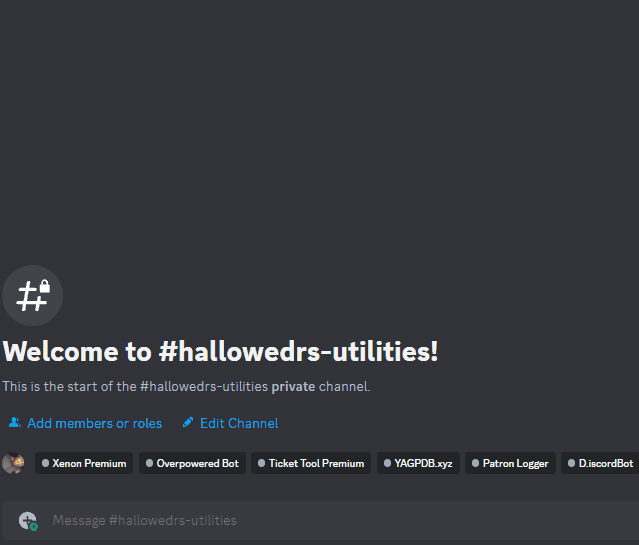 Welcome to #hallowedrs-utilities!
This is the start of the #hallowedrs-utilities private channel.
Add members or roles Edit Channel
Xenon Premium Overpowered Bot Ticket Tool Premium YAGPDB.xyz Patron Logger D.iscordBot
Message #hallowedrs-utilities